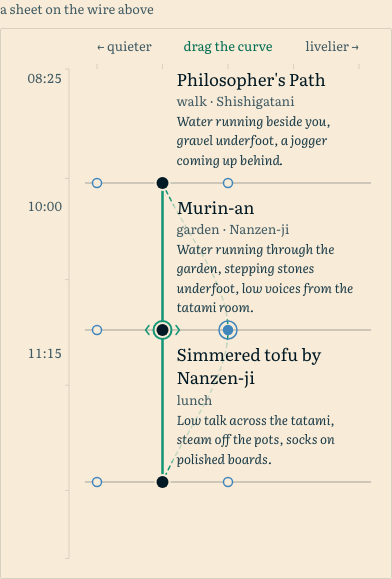 a sheet on the wire above
← quieter drag the curve livelier →
08:25 Philosopher's Path
walk · Shishigatani
Water running beside you,
gravel underfoot, a jogger
coming up behind.
10:00 Murin-an
garden · Nanzen-ji
Water running through the
garden, stepping stones
underfoot, low voices from the
tatami room.
11:15 Simmered tofu by
Nanzen-ji
lunch
Low talk across the tatami,
steam off the pots, socks on
polished boards.